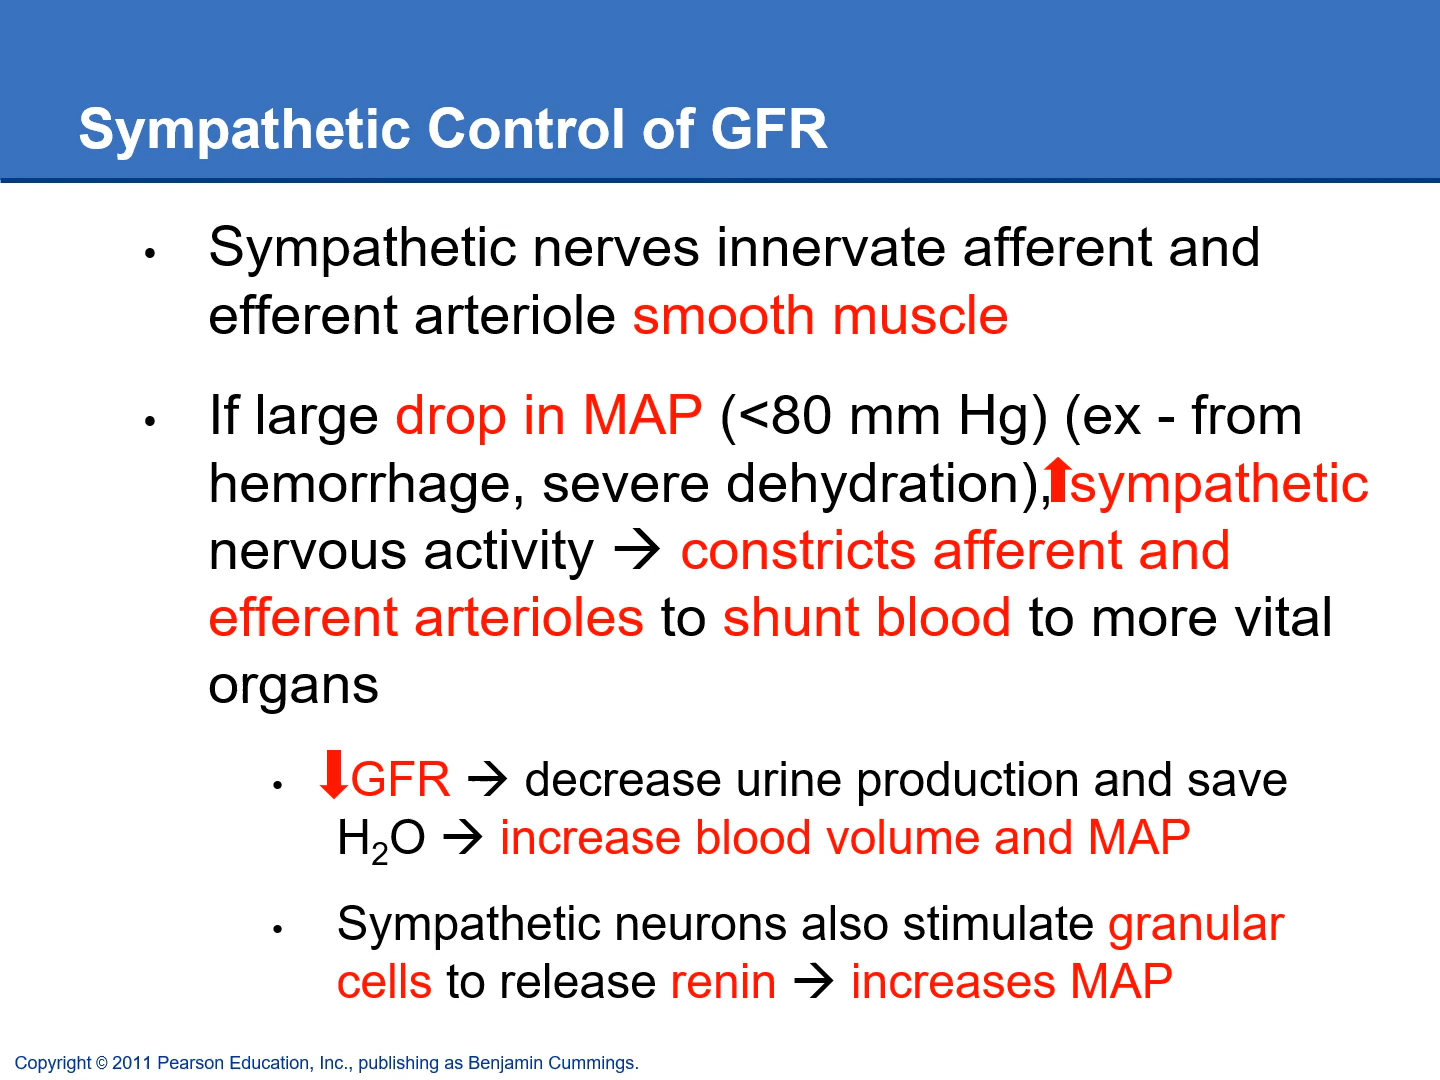 Sympathetic Control of GFR
• Sympathetic nerves innervate afferent and
efferent arteriole smooth muscle
• If large drop in MAP (<80 mm Hg) (ex - from
hemorrhage, severe dehydration),⬆sympathetic
nervous activity → constricts afferent and
efferent arterioles to shunt blood to more vital
organs
• ⬇GFR → decrease urine production and save
H₂O → increase blood volume and MAP
• Sympathetic neurons also stimulate granular
cells to release renin → increases MAP
Copyright © 2011 Pearson Education, Inc., publishing as Benjamin Cummings.